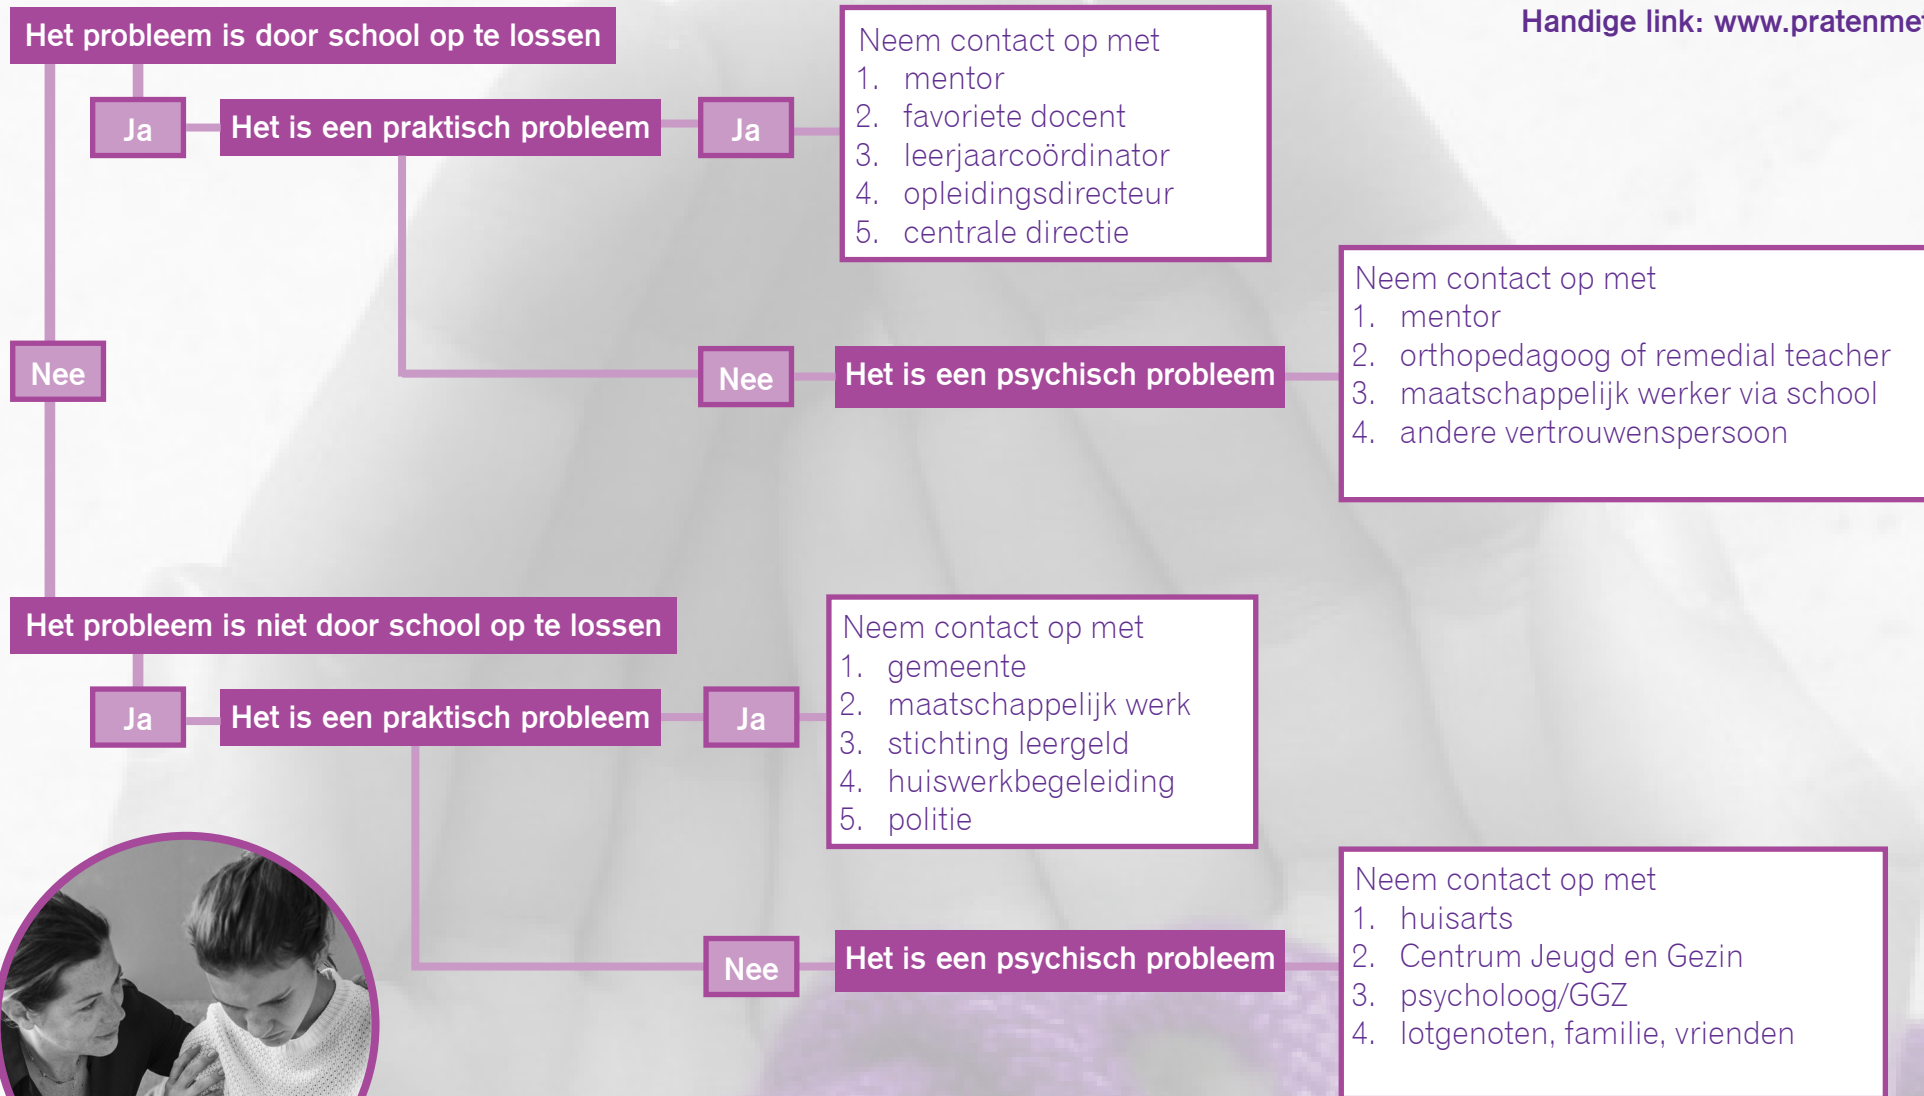 Het probleem is door school op te lossen
Handige link: www.pratenmet
Ja
Het is een praktisch probleem
Ja
Neem contact op met
1. mentor
2. favoriete docent
3. leerjaarcoördinator
4. opleidingsdirecteur
5. centrale directie
Nee
Nee
Het is een psychisch probleem
Neem contact op met
1. mentor
2. orthopedagoog of remedial teacher
3. maatschappelijk werker via school
4. andere vertrouwenspersoon
Het probleem is niet door school op te lossen
Ja
Het is een praktisch probleem
Ja
Neem contact op met
1. gemeente
2. maatschappelijk werk
3. stichting leergeld
4. huiswerkbegeleiding
5. politie
Nee
Het is een psychisch probleem
Neem contact op met
1. huisarts
2. Centrum Jeugd en Gezin
3. psycholoog/GGZ
4. lotgenoten, familie, vrienden